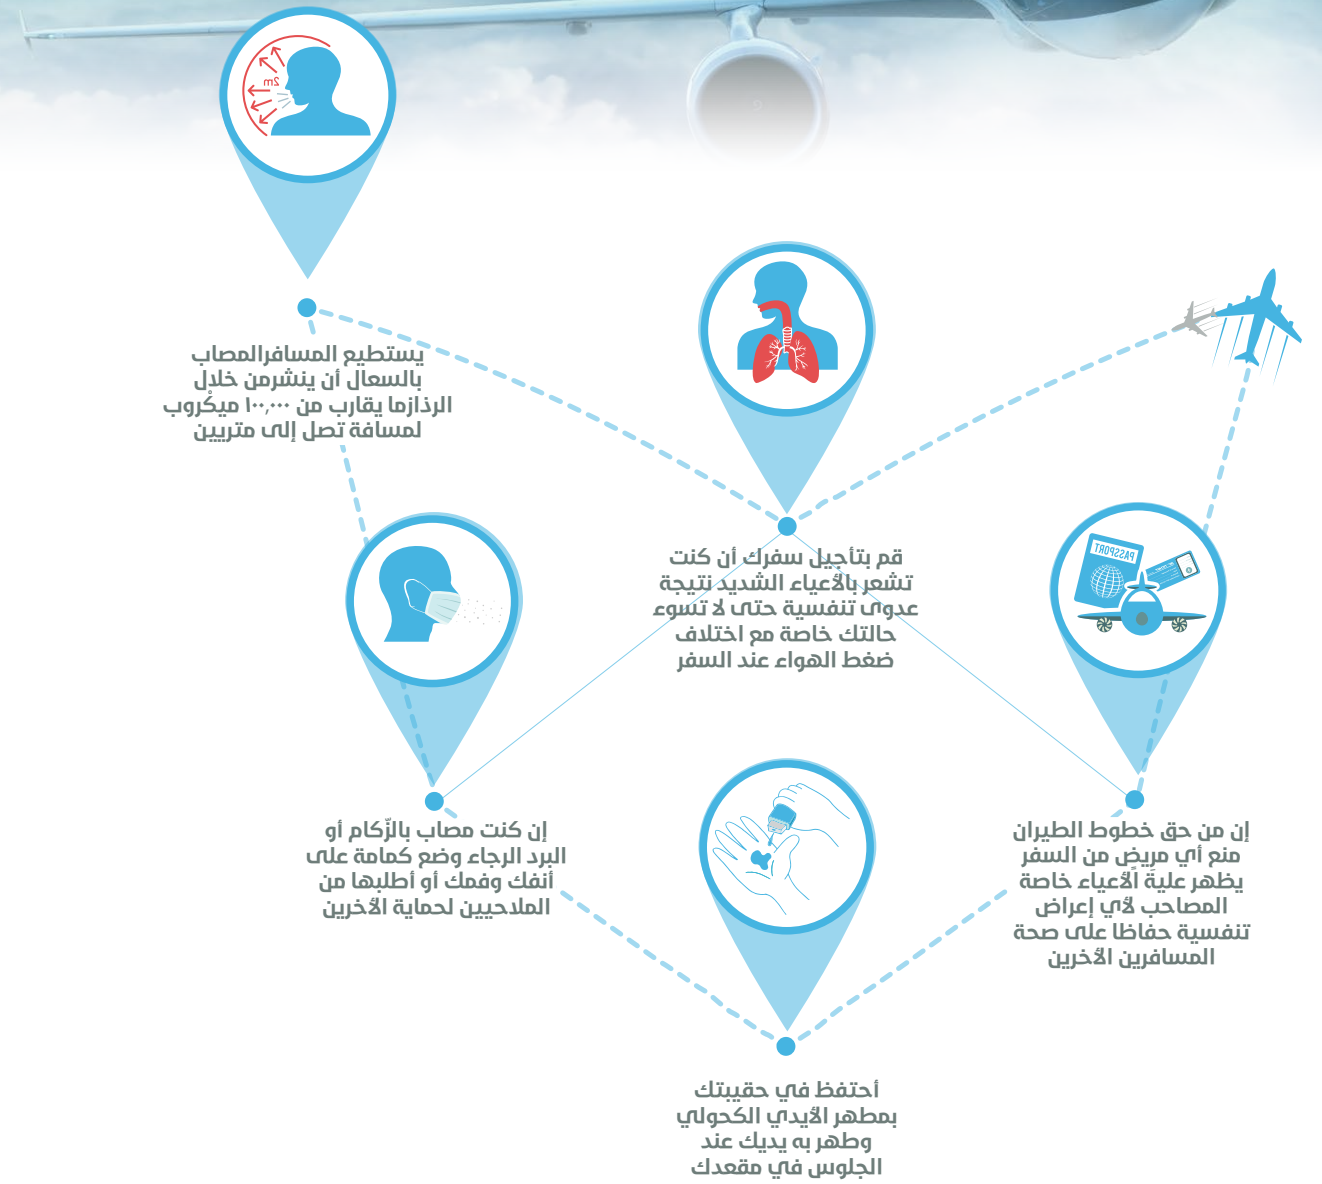 2m
يستطيع المسافرالمصاب
بالسعال أن ينشرمن خلال
الرذازما يقارب من ١٠٠,٠٠٠ ميكْروب
لمسافة تصل إلى متريين
قم بتأجيل سفرك أن كنت
تشعر بالأعياء الشديد نتيجة
عدوى تنفسية حتى لا تسوء
حالتك خاصة مع اختلاف
ضغط الهواء عند السفر
PASSPORT
إن كنت مصاب بالزّكام أو
البرد الرجاء وضع كمامة على
أنفك وفمك أو أطلبها من
الملاحيين لحماية الأخرين
إن من حق خطوط الطيران
منع أي مريض من السفر
يظهر علية الأعياء خاصة
المصاحب لأي إعراض
تنفسية حفاظا على صحة
المسافرين الأخرين
أحتفظ في حقيبتك
بمطهر الأيدي الكحولي
وطهر به يديك عند
الجلوس في مقعدك